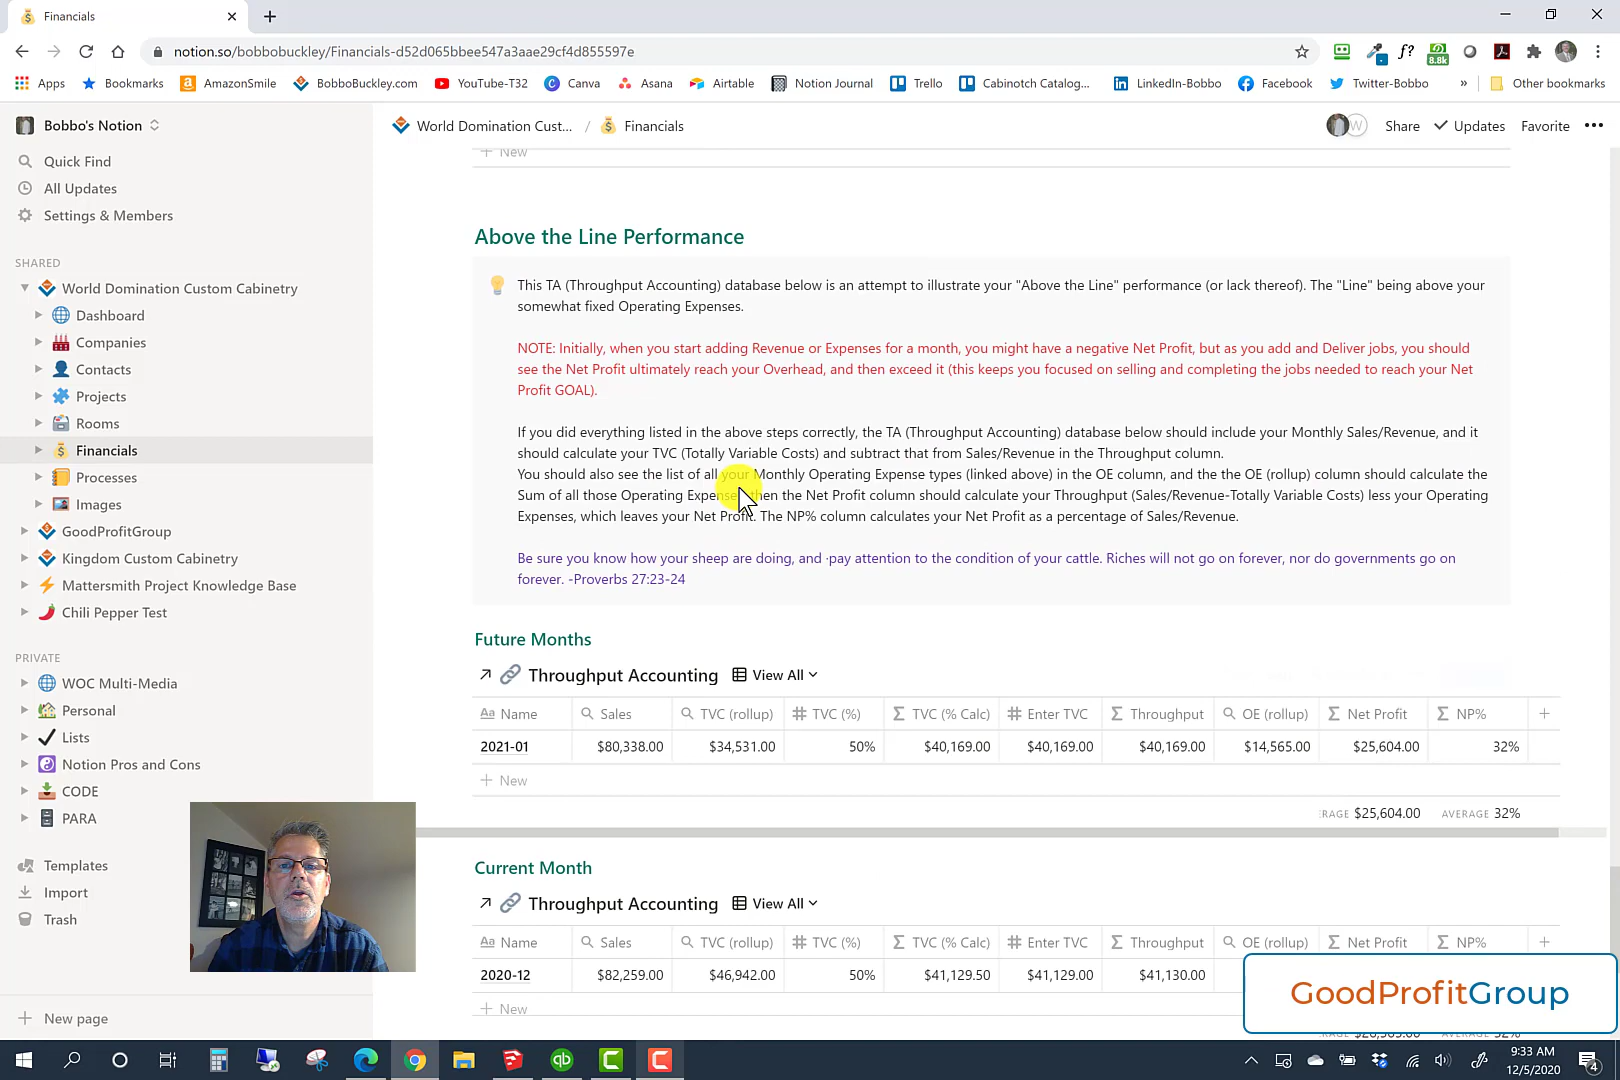 Financials
notion.so/bobbobuckley/Financials-d52d065bbee547a3aae29cf4d855597e
f?
8.8k
Apps
Bookmarks
AmazonSmile
BobboBuckley.com
YouTube-T32
Canva
Asana
Airtable
Notion Journal
Trello
Cabinotch Catalog...
LinkedIn-Bobbo
Facebook
Twitter-Bobbo
»
Other bookmarks
Bobbo's Notion
Quick Find
All Updates
Settings & Members
SHARED
World Domination Custom Cabinetry
Dashboard
Companies
Contacts
Projects
Rooms
Financials
Processes
Images
GoodProfitGroup
Kingdom Custom Cabinetry
Mattersmith Project Knowledge Base
Chili Pepper Test
PRIVATE
WOC Multi-Media
Personal
Lists
Notion Pros and Cons
CODE
PARA
Templates
Import
Trash
New page
World Domination Cust... / Financials
W
Share
Updates
Favorite
New
Above the Line Performance
This TA (Throughput Accounting) database below is an attempt to illustrate your "Above the Line" performance (or lack thereof). The "Line" being above your
somewhat fixed Operating Expenses.
NOTE: Initially, when you start adding Revenue or Expenses for a month, you might have a negative Net Profit, but as you add and Deliver jobs, you should
see the Net Profit ultimately reach your Overhead, and then exceed it (this keeps you focused on selling and completing the jobs needed to reach your Net
Profit GOAL).
If you did everything listed in the above steps correctly, the TA (Throughput Accounting) database below should include your Monthly Sales/Revenue, and it
should calculate your TVC (Totally Variable Costs) and subtract that from Sales/Revenue in the Throughput column.
You should also see the list of all your Monthly Operating Expense types (linked above) in the OE column, and the the OE (rollup) column should calculate the
Sum of all those Operating Expense then the Net Profit column should calculate your Throughput (Sales/Revenue-Totally Variable Costs) less your Operating
Expenses, which leaves your Net Profit. The NP% column calculates your Net Profit as a percentage of Sales/Revenue.
Be sure you know how your sheep are doing, and ·pay attention to the condition of your cattle. Riches will not go on forever, nor do governments go on
forever. -Proverbs 27:23-24
Future Months
Throughput Accounting View All
Aa Name Sales TVC (rollup) # TVC (%) Σ TVC (% Calc) # Enter TVC Σ Throughput OE (rollup) Σ Net Profit Σ NP% +
2021-01 $80,338.00 $34,531.00 50% $40,169.00 $40,169.00 $40,169.00 $14,565.00 $25,604.00 32%
New
RAGE $25,604.00 AVERAGE 32%
Current Month
Throughput Accounting View All
Aa Name Sales TVC (rollup) # TVC (%) Σ TVC (% Calc) # Enter TVC Σ Throughput OE (rollup) Σ Net Profit Σ NP% +
2020-12 $82,259.00 $46,942.00 50% $41,129.50 $41,129.00 $41,130.00
New
GoodProfitGroup
qb
9:33 AM
12/5/2020
4